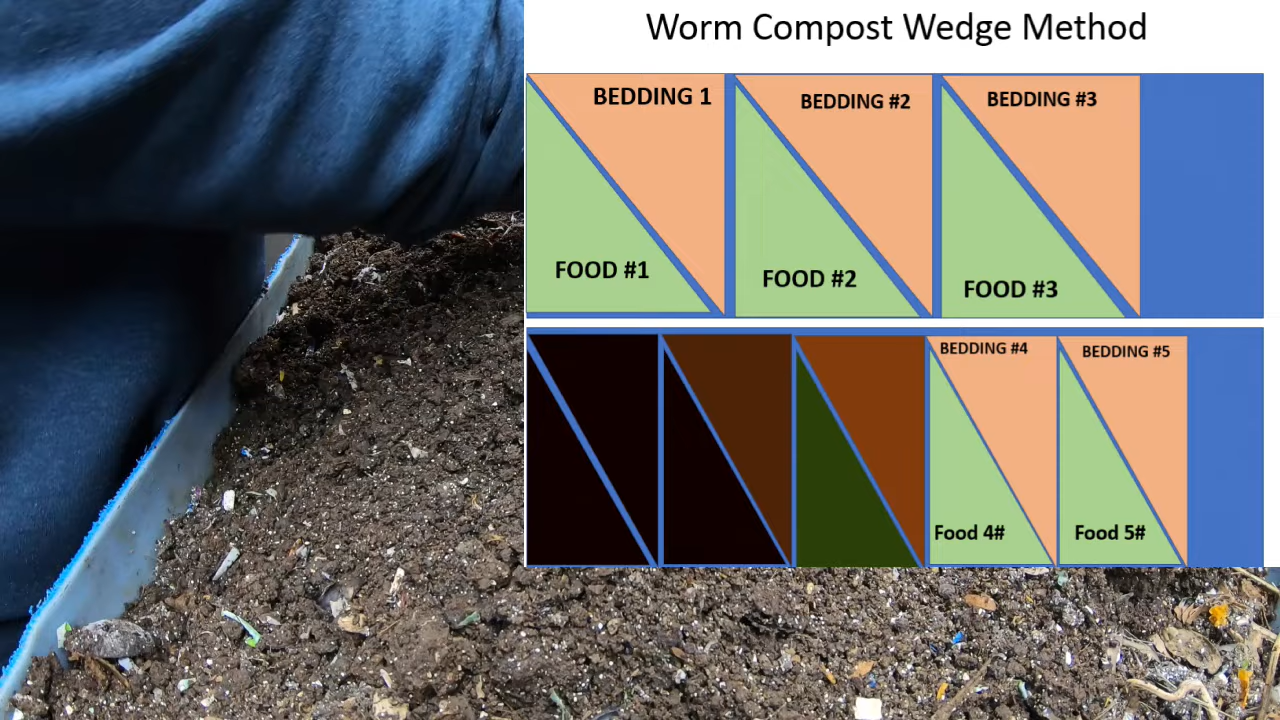 Worm Compost Wedge Method
BEDDING 1
BEDDING #2
BEDDING #3
FOOD #1
FOOD #2
FOOD #3
BEDDING #4
BEDDING #5
Food 4#
Food 5#